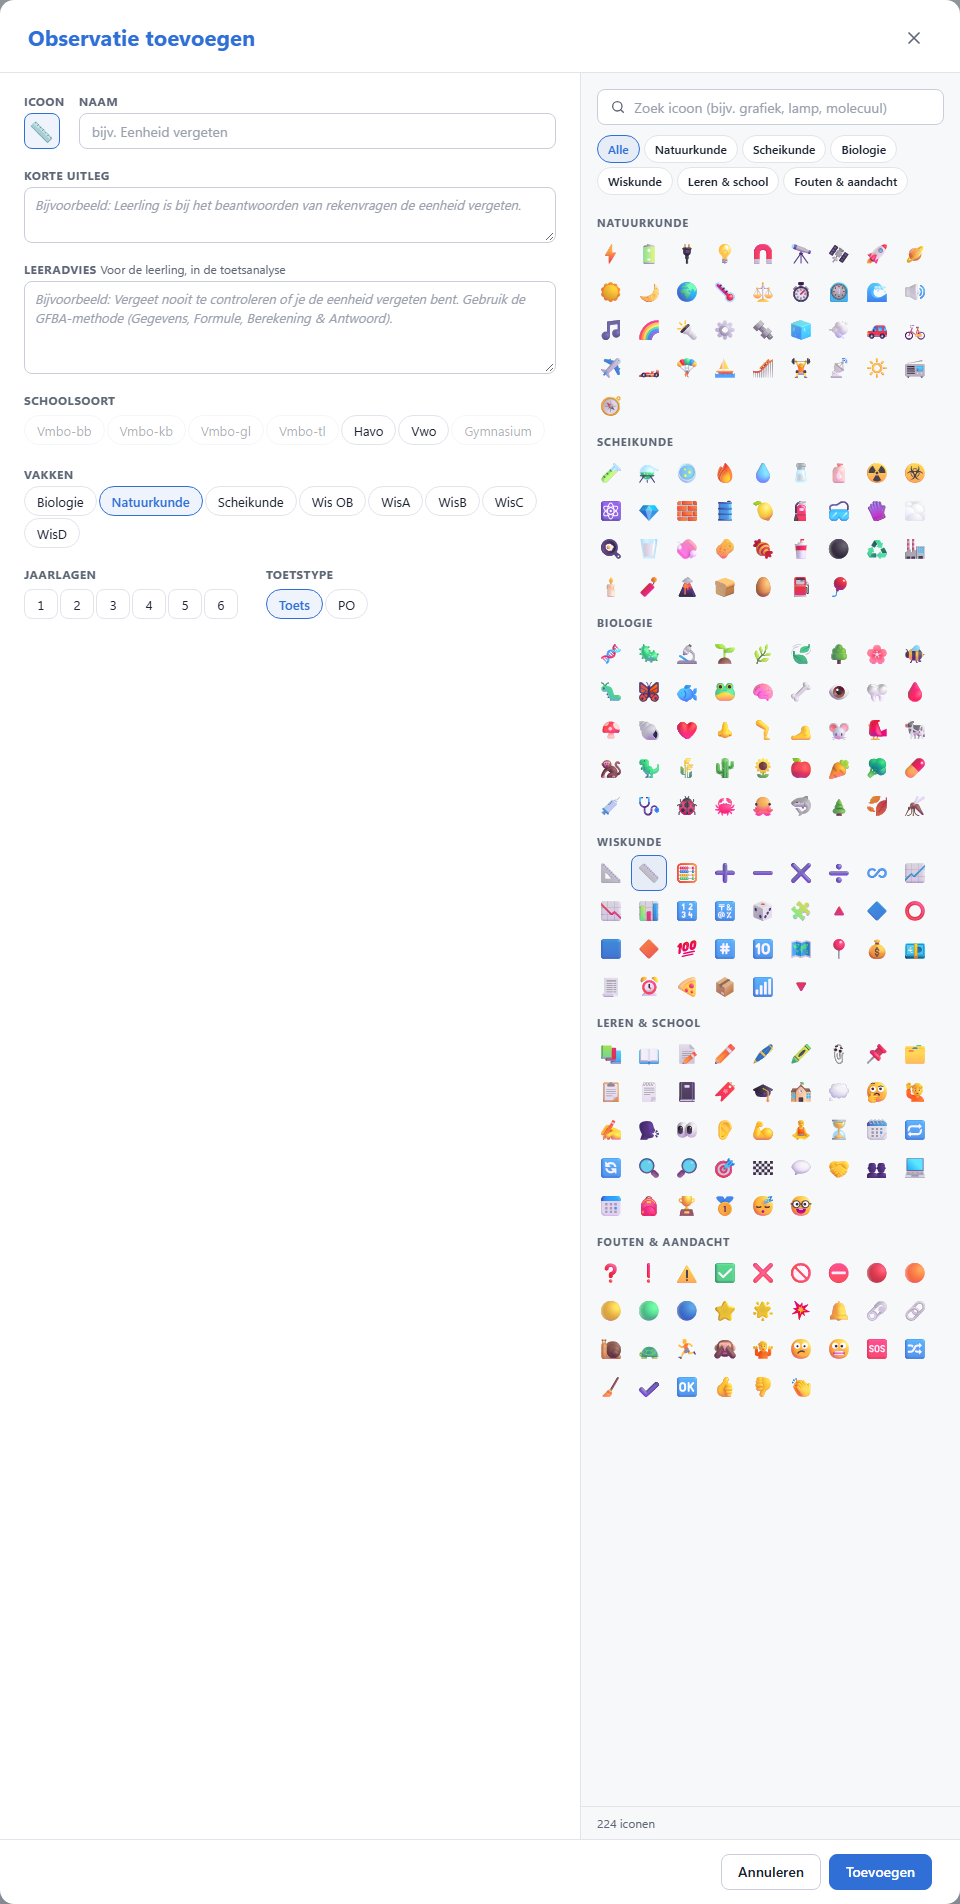 Observatie toevoegen
ICOON NAAM
bijv. Eenheid vergeten
KORTE UITLEG
Bijvoorbeeld: Leerling is bij het beantwoorden van rekenvragen de eenheid vergeten.
LEERADVIES Voor de leerling, in de toetsanalyse
Bijvoorbeeld: Vergeet nooit te controleren of je de eenheid vergeten bent. Gebruik de
GFBA-methode (Gegevens, Formule, Berekening & Antwoord).
SCHOOLSOORT
Vmbo-bb Vmbo-kb Vmbo-gl Vmbo-tl Havo Vwo Gymnasium
VAKKEN
Biologie Natuurkunde Scheikunde Wis OB WisA WisB WisC
WisD
JAARLAGEN TOETSTYPE
1 2 3 4 5 6 Toets PO
Zoek icoon (bijv. grafiek, lamp, molecuul)
Alle Natuurkunde Scheikunde Biologie
Wiskunde Leren & school Fouten & aandacht
NATUURKUNDE
SCHEIKUNDE
BIOLOGIE
WISKUNDE
LEREN & SCHOOL
FOUTEN & AANDACHT
224 iconen
Annuleren Toevoegen